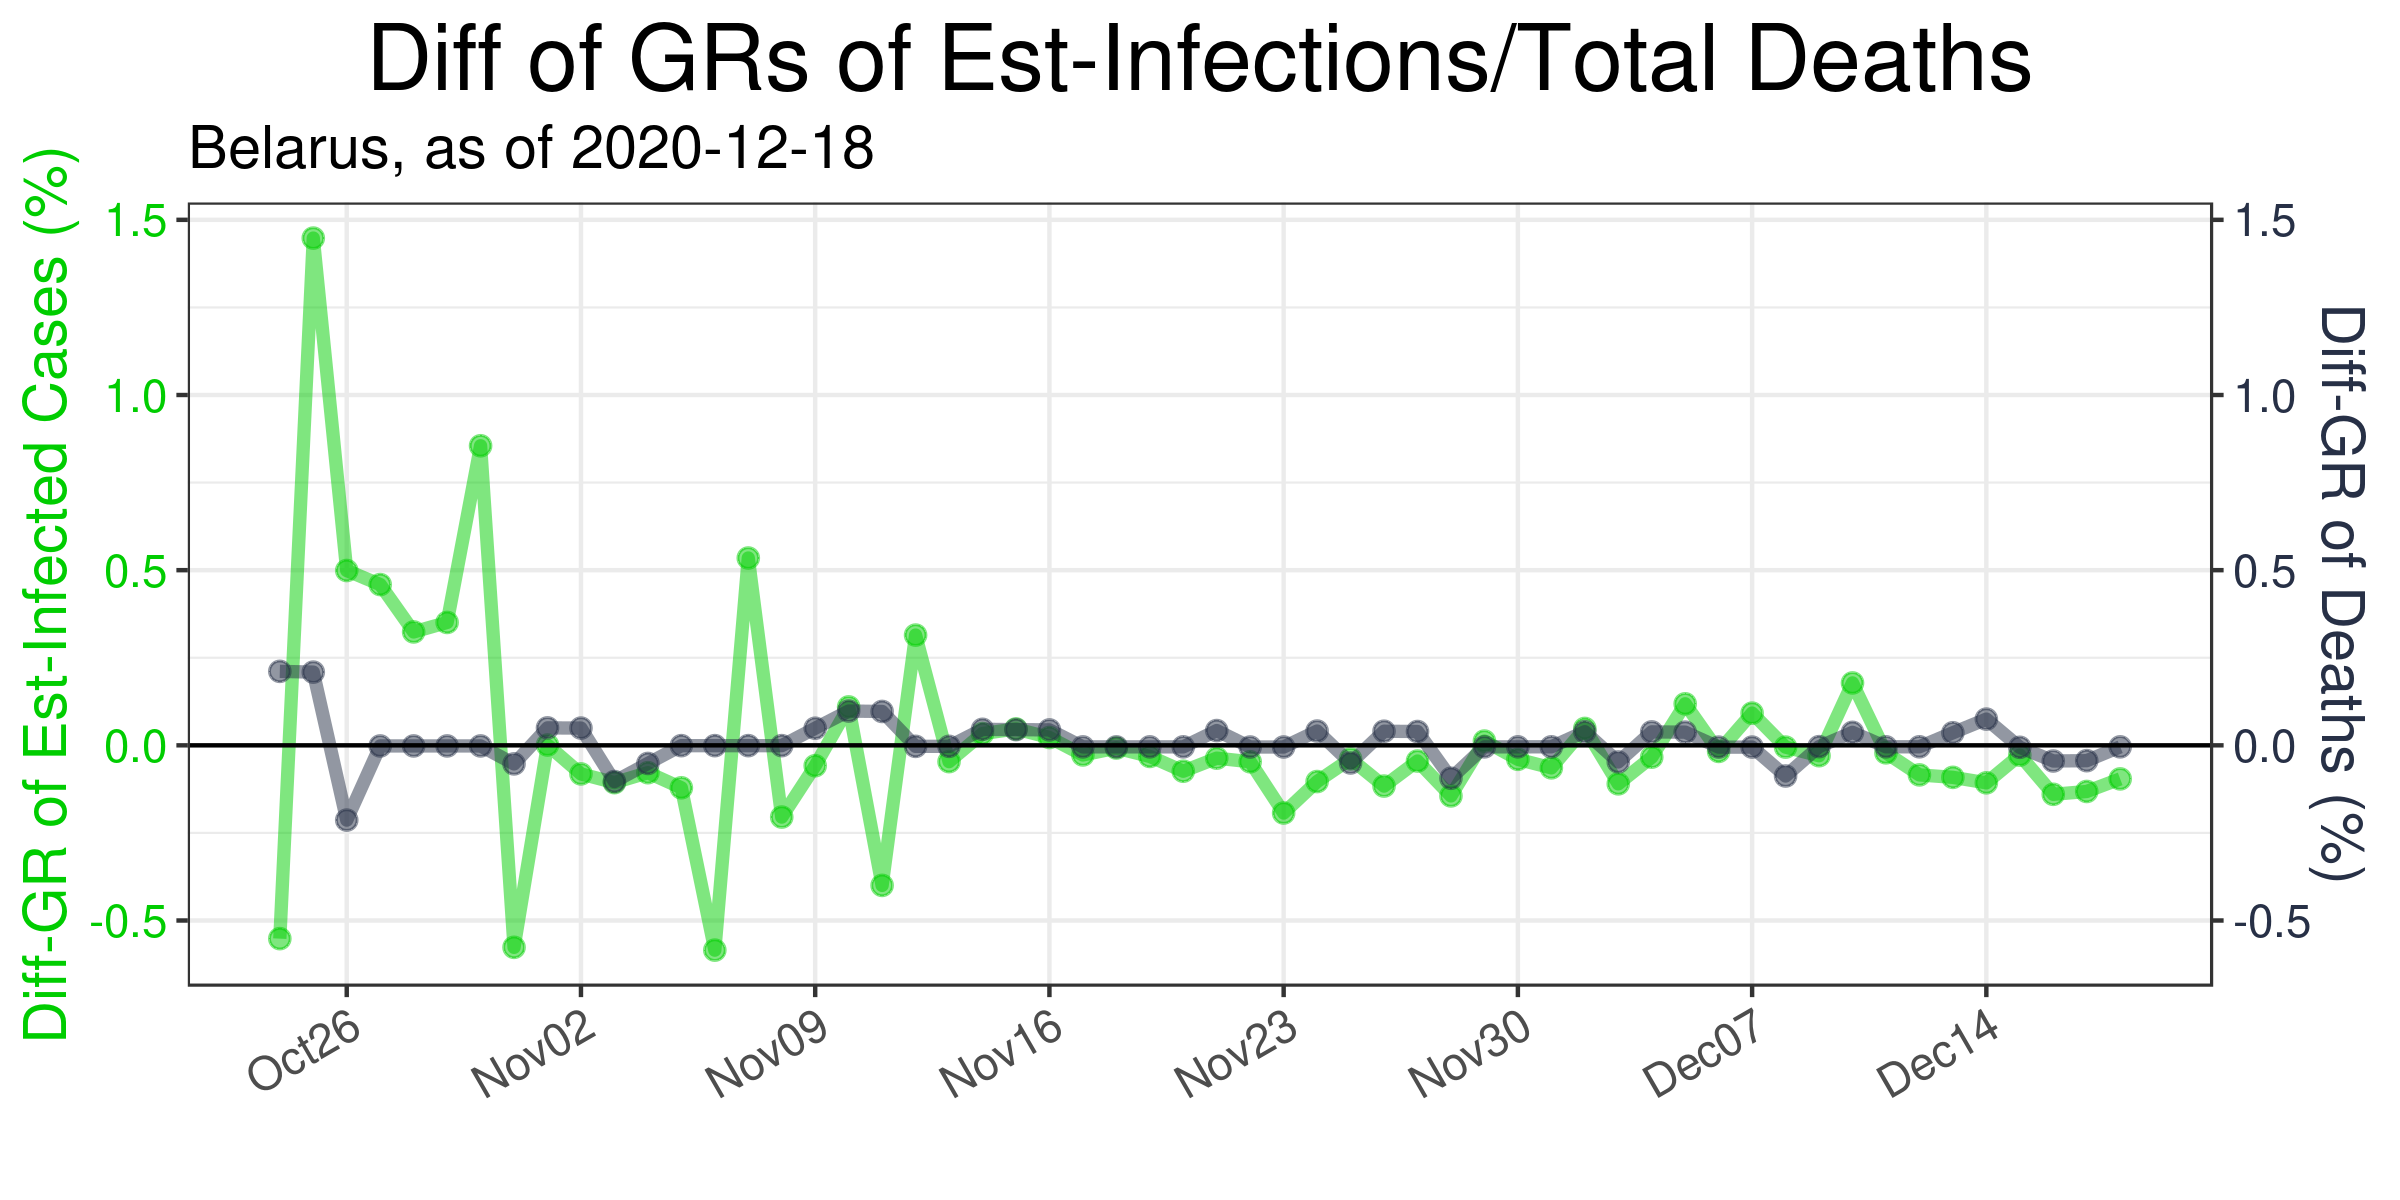 Diff of GRs of Est-Infections/Total Deaths
Belarus, as of 2020-12-18
Diff-GR of Est-Infected Cases (%)
1.5
1.0
0.5
0.0
-0.5
1.5
1.0
0.5
0.0
-0.5
Diff-GR of Deaths (%)
Oct26
Nov02
Nov09
Nov16
Nov23
Nov30
Dec07
Dec14